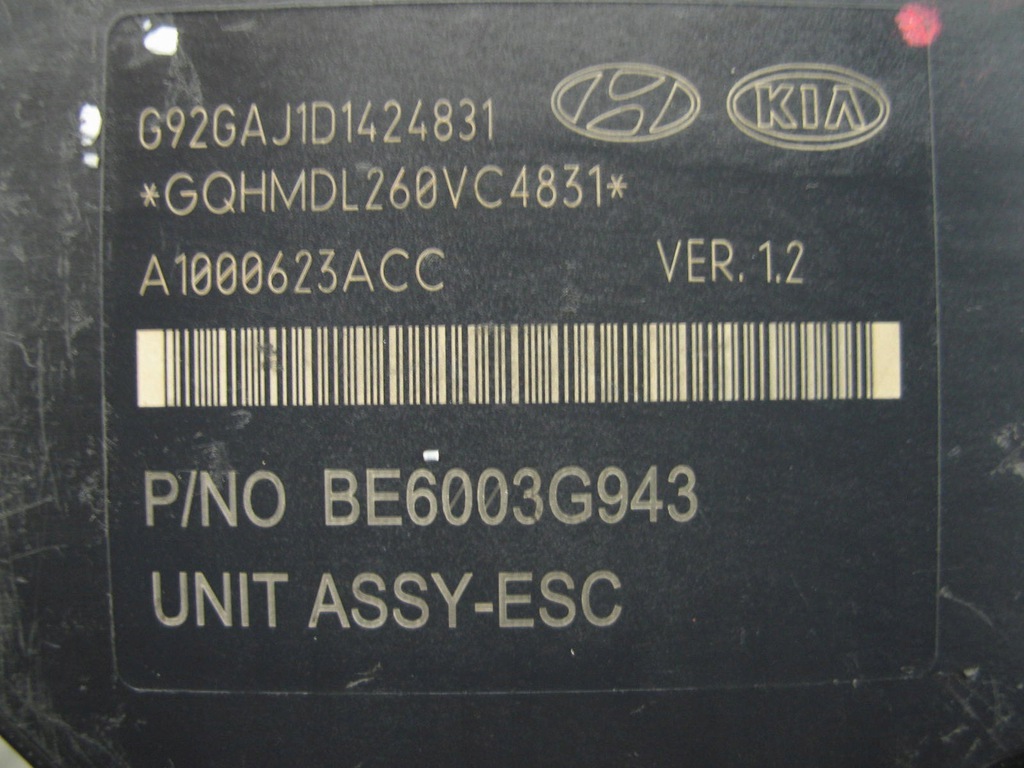 G92GAJ1D1424831
KIA
*GQHMDL260VC4831*
A1000623ACC VER. 1.2
P/NO BE6003G943
UNIT ASSY-ESC